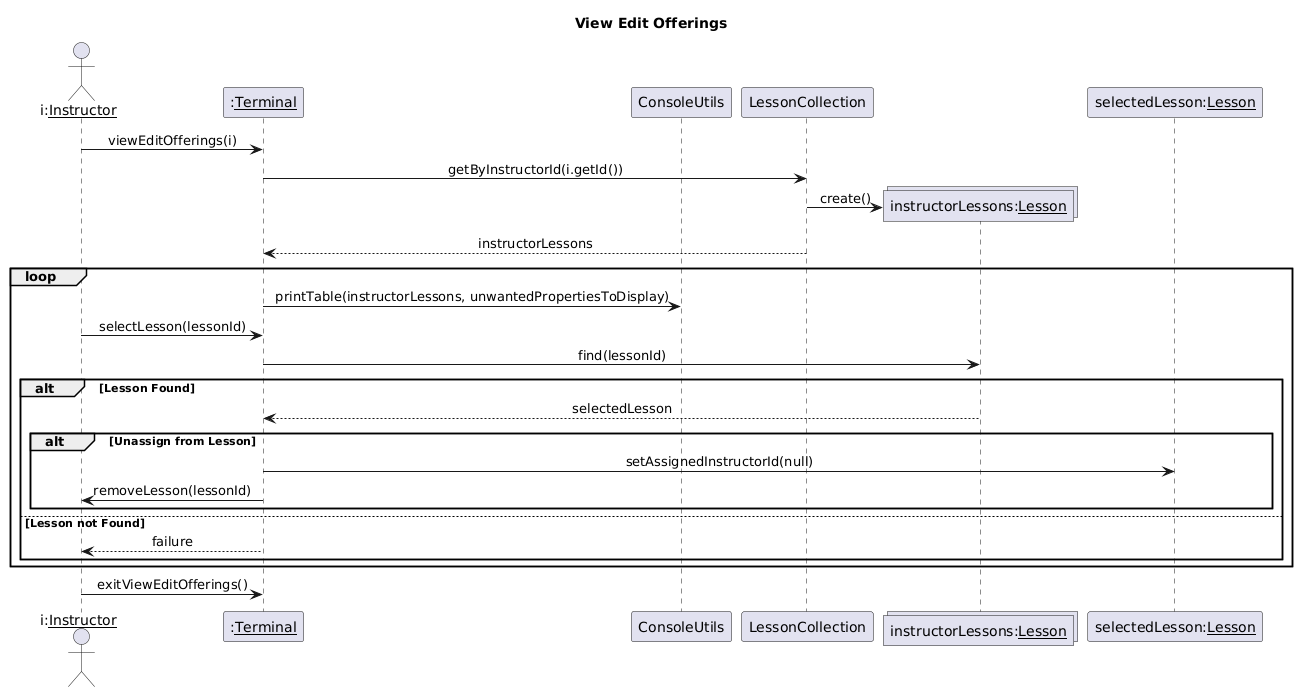 View Edit Offerings
i:Instructor
:Terminal
ConsoleUtils
LessonCollection
selectedLesson:Lesson
viewEditOfferings(i)
getByInstructorId(i.getId())
create()
instructorLessons:Lesson
instructorLessons
loop
printTable(instructorLessons, unwantedPropertiesToDisplay)
selectLesson(lessonId)
find(lessonId)
alt [Lesson Found]
selectedLesson
alt [Unassign from Lesson]
setAssignedInstructorId(null)
removeLesson(lessonId)
[Lesson not Found]
failure
exitViewEditOfferings()
i:Instructor
:Terminal
ConsoleUtils
LessonCollection
instructorLessons:Lesson
selectedLesson:Lesson